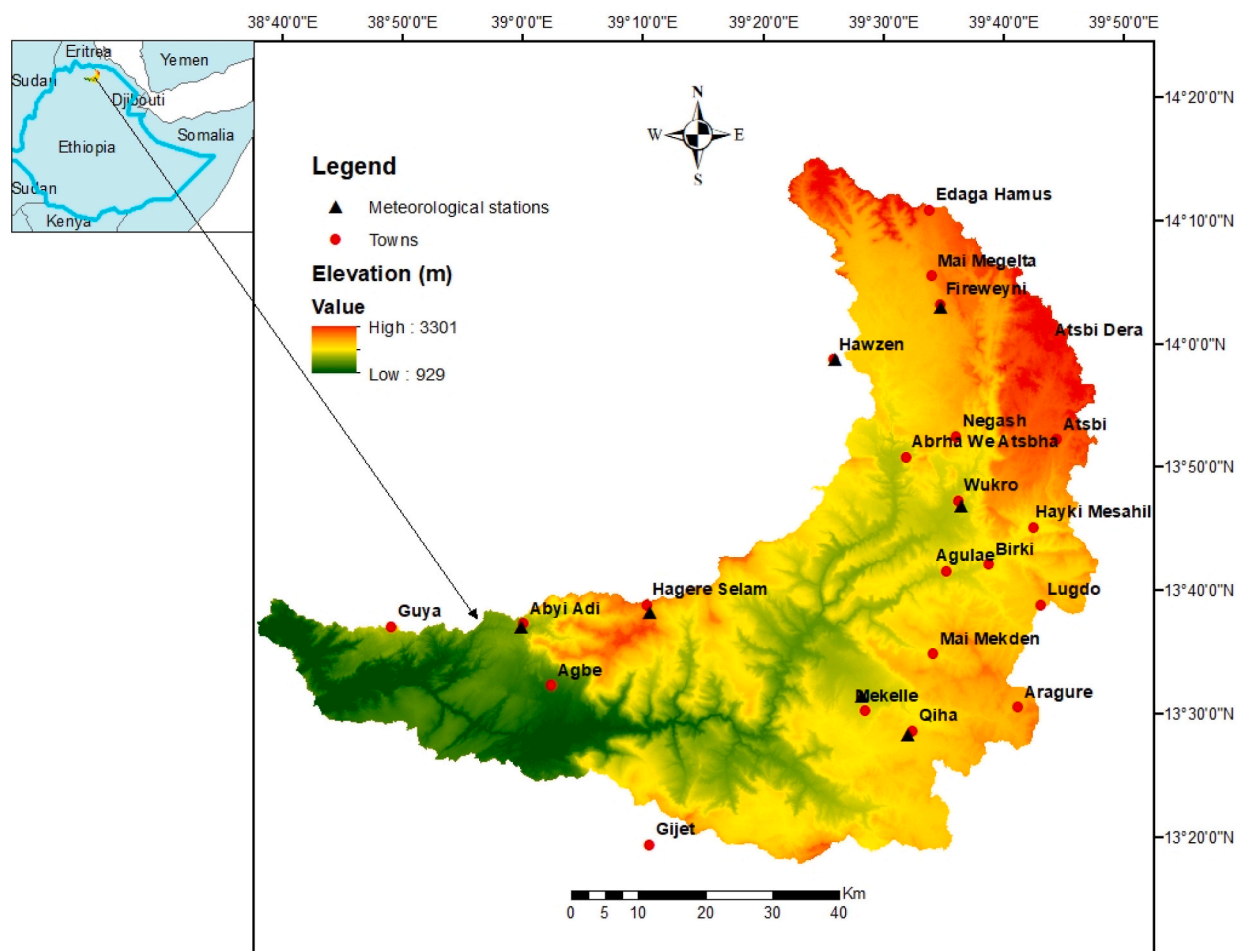 38°40'0"E 38°50'0"E 39°0'0"E 39°10'0"E 39°20'0"E 39°30'0"E 39°40'0"E 39°50'0"E
Eritrea
Yemen
Sudan
Djibouti
Somalia
Ethiopia
Sudan
Kenya
N
W E
S
14°20'0"N
14°10'0"N
14°0'0"N
13°50'0"N
13°40'0"N
13°30'0"N
13°20'0"N
Legend
Meteorological stations
Towns
Elevation (m)
Value
High : 3301
Low : 929
Edaga Hamus
Mai Megelta
Fireweyni
Atsbi Dera
Hawzen
Negash
Atsbi
Abrha We Atsbha
Wukro
Hayki Mesahil
Agulae
Birki
Hagere Selam
Lugdo
Guya
Abyi Adi
Mai Mekden
Agbe
Mekelle
Aragure
Qiha
Gijet
Km
0 5 10 20 30 40